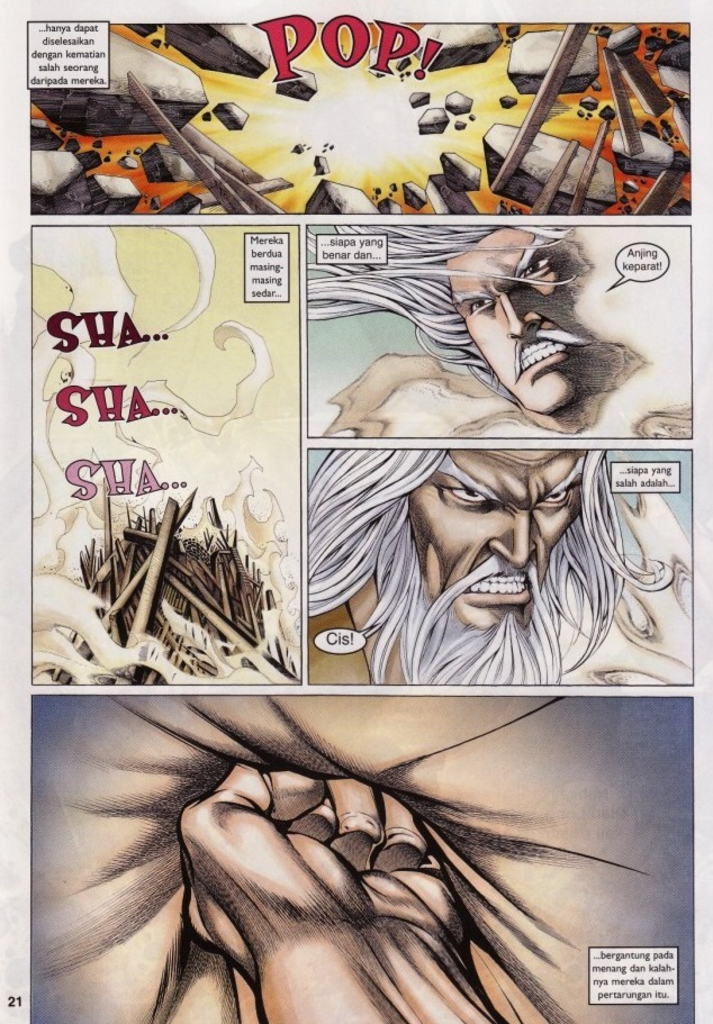 ...hanya dapat
diselesaikan
dengan kematian
salah seorang
daripada mereka.
POP!
Mereka
berdua
masing-
masing
sedar...
SHA...
SHA...
SHA...
...siapa yang
benar dan...
Anjing
keparat!
...siapa yang
salah adalah...
Cis!
...bergantung pada
menang dan kalah-
nya mereka dalam
pertarungan itu.
21